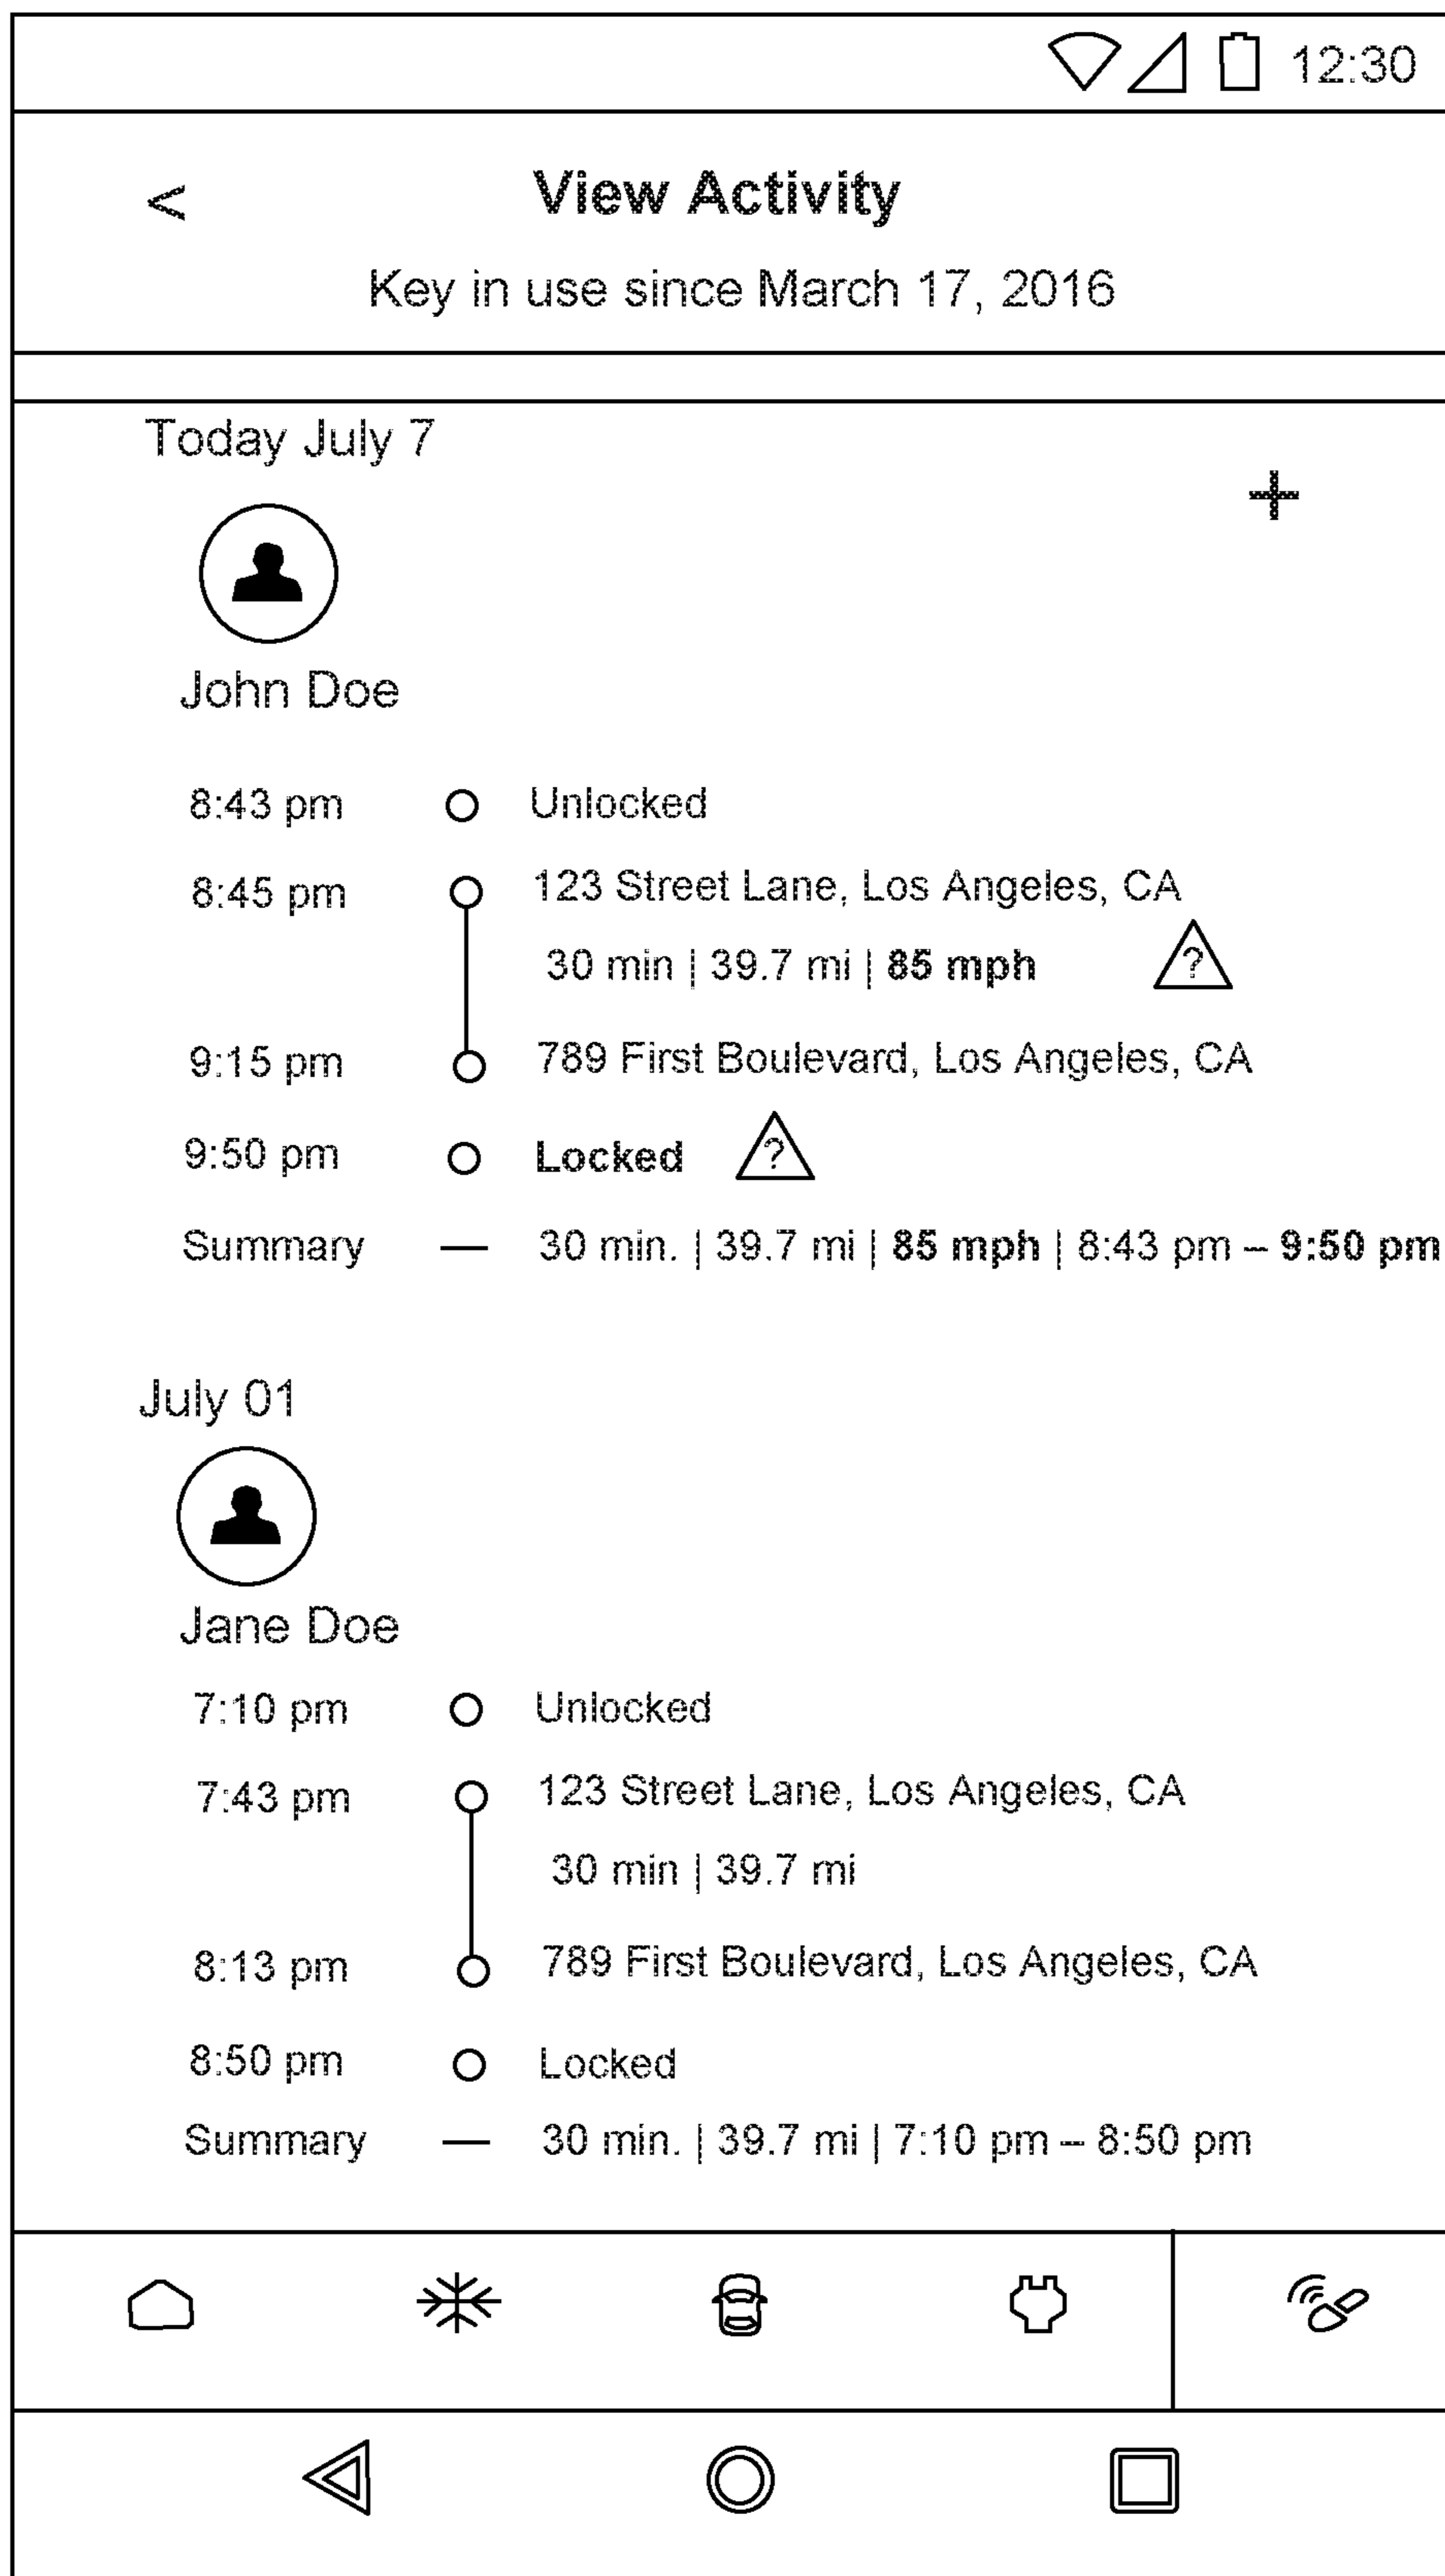 12:30
< View Activity
Key in use since March 17, 2016
Today July 7
+
John Doe
8:43 pm Unlocked
8:45 pm 123 Street Lane, Los Angeles, CA
30 min | 39.7 mi | 85 mph ?
9:15 pm 789 First Boulevard, Los Angeles, CA
9:50 pm Locked ?
Summary — 30 min. | 39.7 mi | 85 mph | 8:43 pm – 9:50 pm
July 01
Jane Doe
7:10 pm Unlocked
7:43 pm 123 Street Lane, Los Angeles, CA
30 min | 39.7 mi
8:13 pm 789 First Boulevard, Los Angeles, CA
8:50 pm Locked
Summary — 30 min. | 39.7 mi | 7:10 pm – 8:50 pm